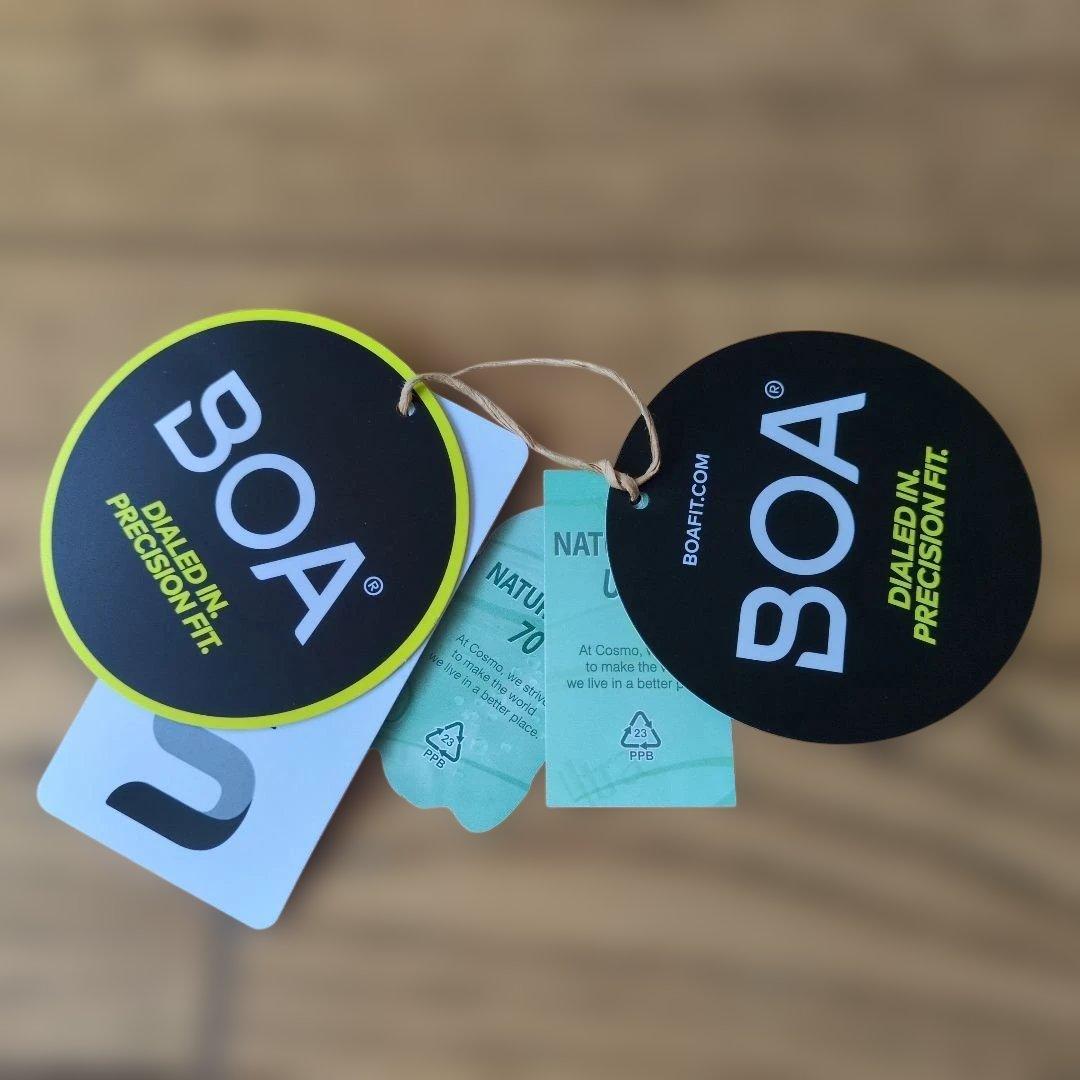 BOA®
DIALED IN.
PRECISION FIT.
70
At Cosmo, we strive
to make the world
we live in a better place.
23
PPB
At Cosmo,
to make the
we live in a better
23
PPB
BOAFIT.COM
BOA®
DIALED IN.
PRECISION FIT.